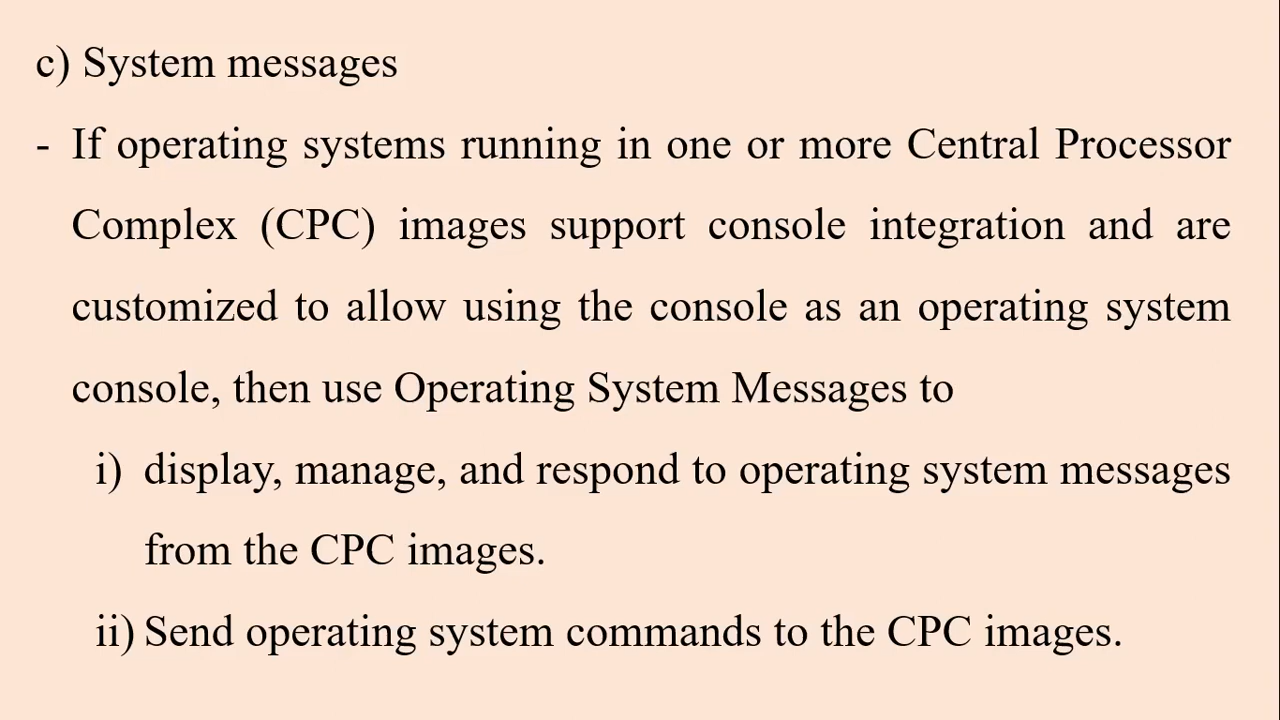 c) System messages
- If operating systems running in one or more Central Processor
Complex (CPC) images support console integration and are
customized to allow using the console as an operating system
console, then use Operating System Messages to
i) display, manage, and respond to operating system messages
from the CPC images.
ii) Send operating system commands to the CPC images.